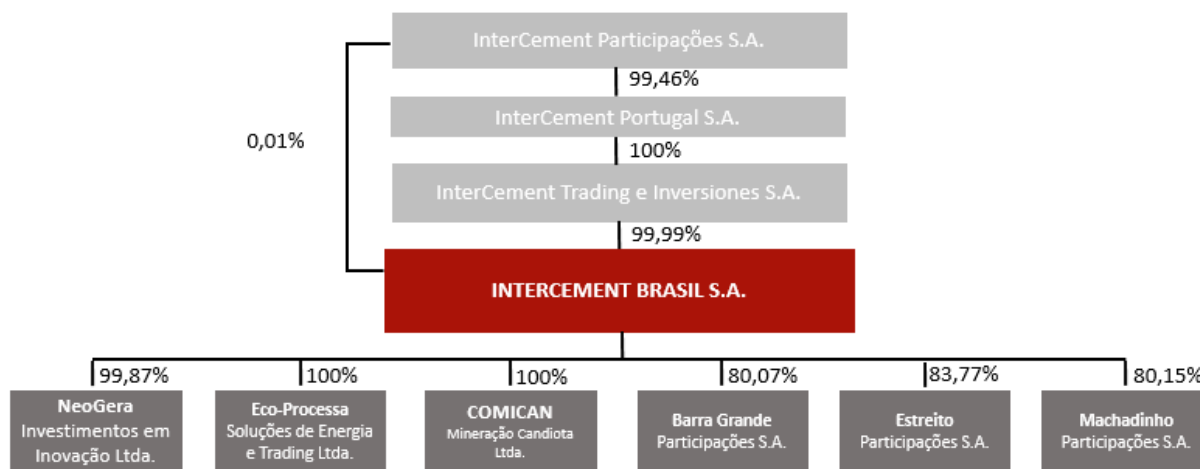 InterCement Participações S.A.
99,46%
InterCement Portugal S.A.
0,01%
100%
InterCement Trading e Inversiones S.A.
99,99%
INTERCEMENT BRASIL S.A.
99,87%
100%
100%
80,07%
83,77%
80,15%
NeoGera
Investimentos em
Inovação Ltda.
Eco-Processa
Soluções de Energia
e Trading Ltda.
COMICAN
Mineração Candiota
Ltda.
Barra Grande
Participações S.A.
Estreito
Participações S.A.
Machadinho
Participações S.A.